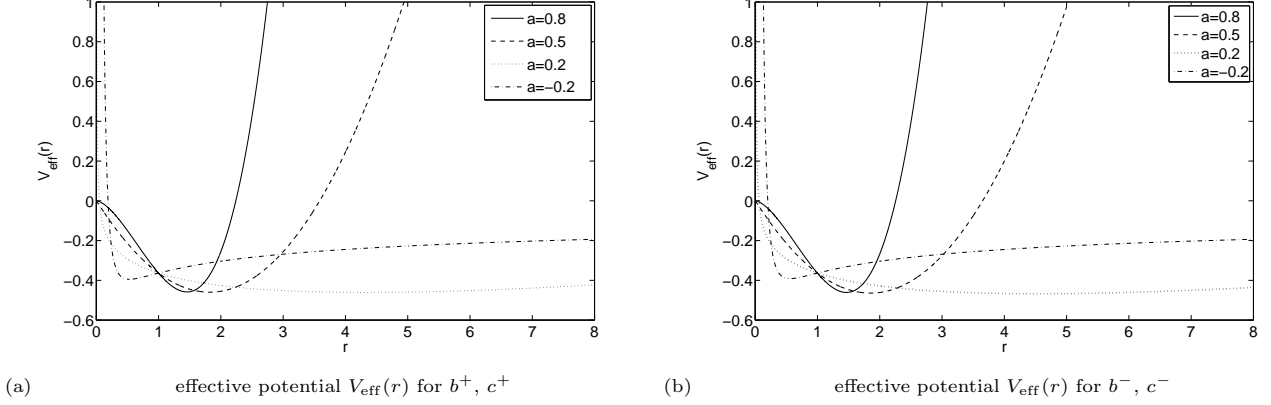 1
0.8
0.6
0.4
0.2
0
−0.2
−0.4
−0.6
V_eff(r)
0 1 2 3 4 5 6 7 8
r
a=0.8
a=0.5
a=0.2
a=−0.2
(a) effective potential V_eff(r) for b⁺, c⁺
1
0.8
0.6
0.4
0.2
0
−0.2
−0.4
−0.6
V_eff(r)
0 1 2 3 4 5 6 7 8
r
a=0.8
a=0.5
a=0.2
a=−0.2
(b) effective potential V_eff(r) for b⁻, c⁻